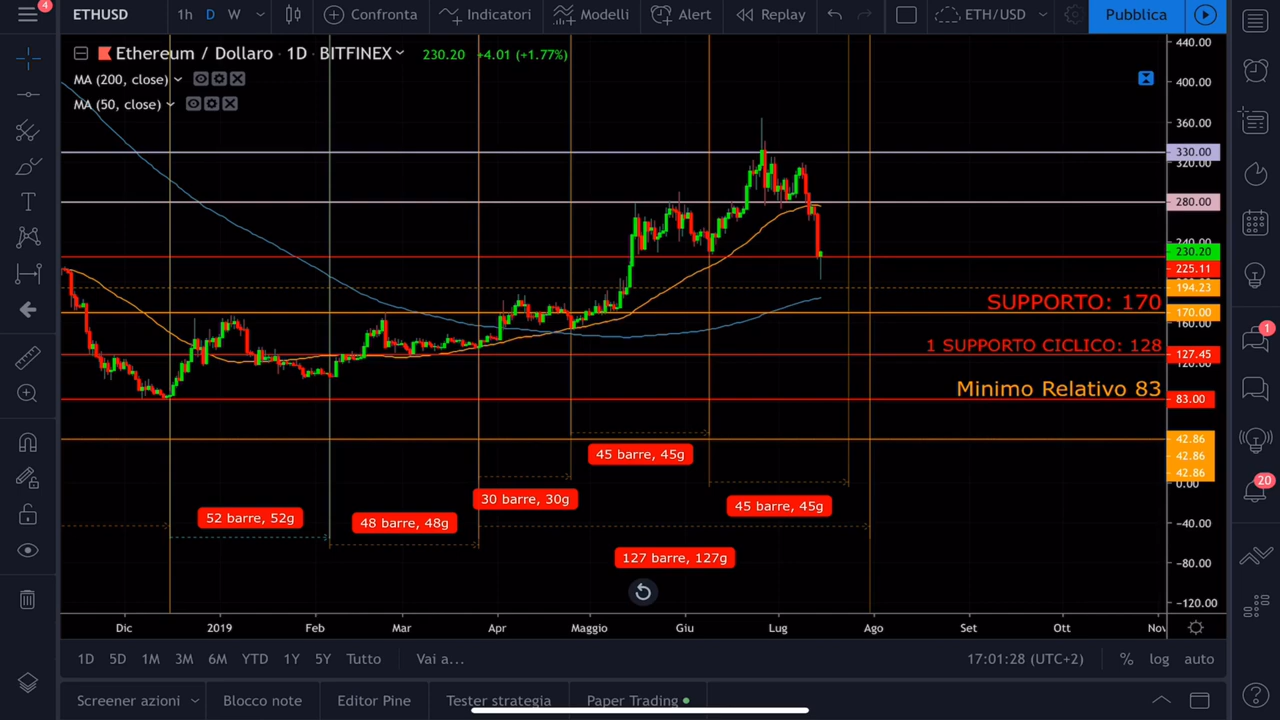 4
ETHUSD
1h D W
Confronta
Indicatori
Modelli
Alert
Replay
ETH/USD
Pubblica
Ethereum / Dollaro · 1D · BITFINEX
230.20 +4.01 (+1.77%)
MA (200, close)
MA (50, close)
440.00
400.00
360.00
330.00
320.00
280.00
240.00
230.20
225.11
194.23
SUPPORTO: 170
170.00
160.00
1 SUPPORTO CICLICO: 128
127.45
120.00
Minimo Relativo 83
83.00
42.86
42.86
42.86
0.00
-40.00
-80.00
-120.00
45 barre, 45g
30 barre, 30g
45 barre, 45g
52 barre, 52g
48 barre, 48g
127 barre, 127g
Dic 2019 Feb Mar Apr Maggio Giu Lug Ago Set Ott Nov
1D 5D 1M 3M 6M YTD 1Y 5Y Tutto Vai a...
17:01:28 (UTC+2) % log auto
Screener azioni Blocco note Editor Pine Tester strategia Paper Trading
1
20